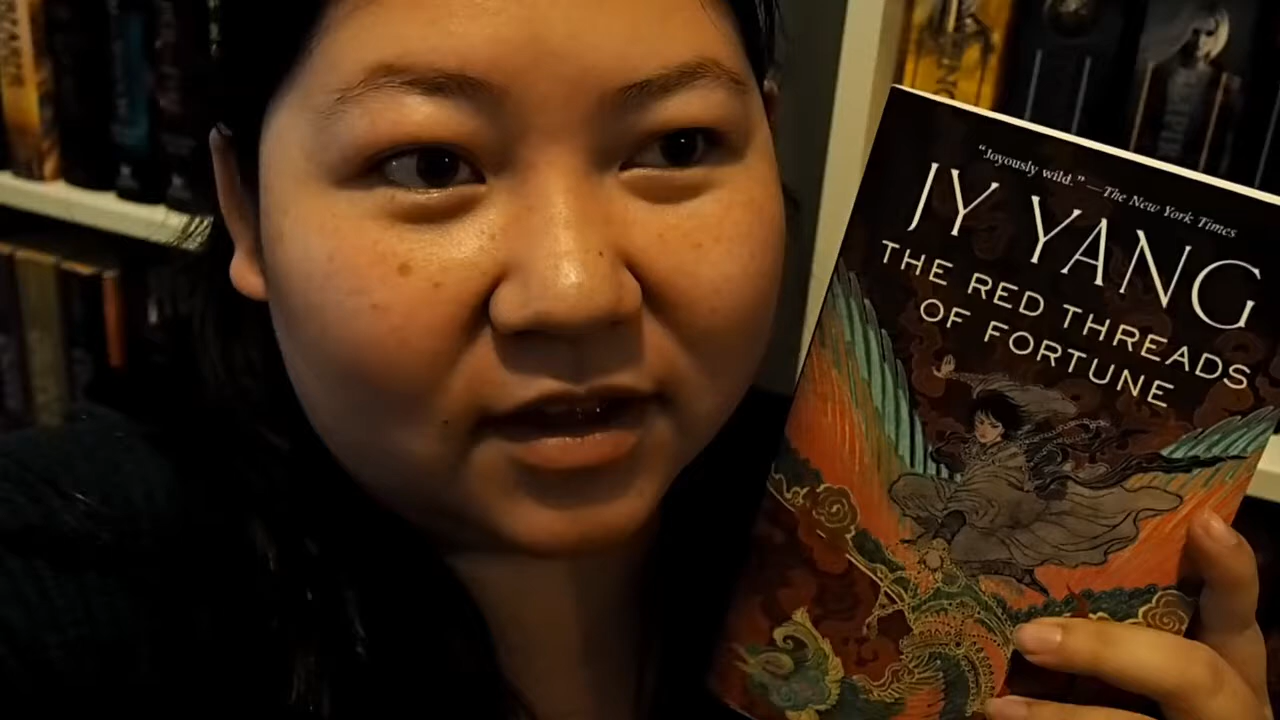 “Joyously wild.” —The New York Times
JY YANG
THE RED THREADS
OF FORTUNE